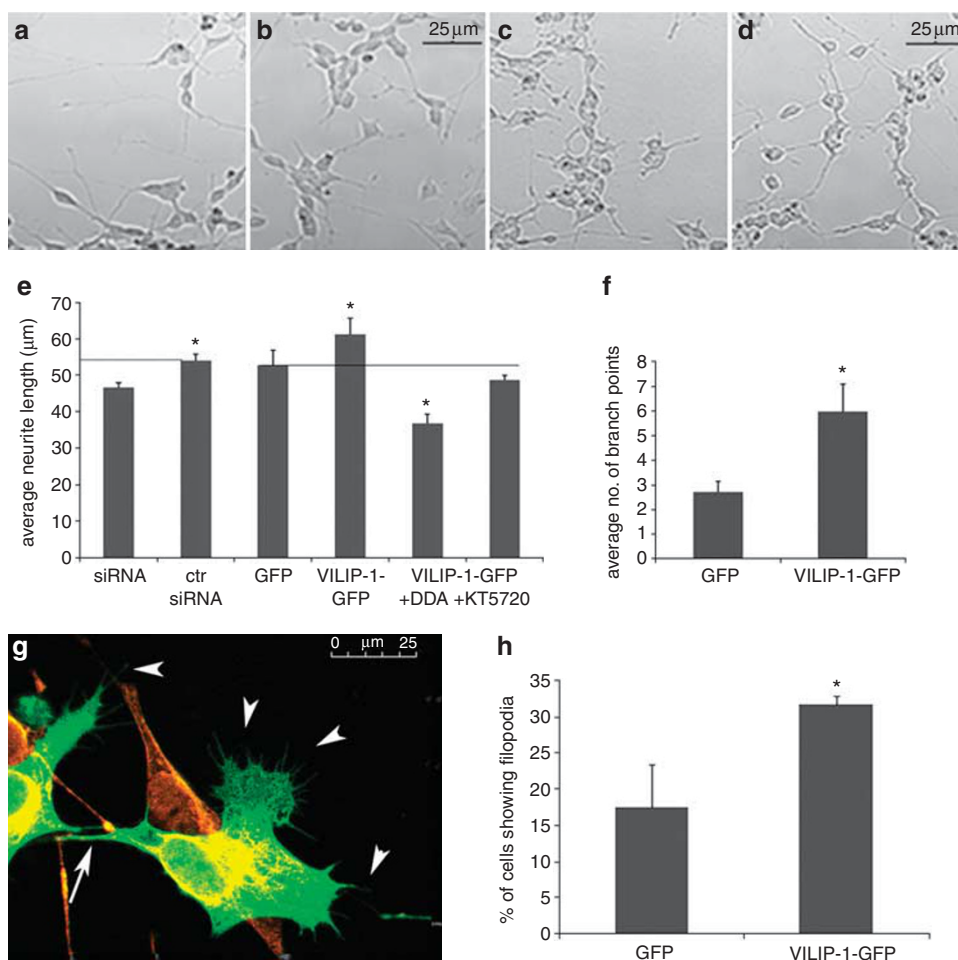 a
b
25 µm
c
d
25 µm
e
average neurite length (µm)
70
60
50
40
30
20
10
0
*
*
*
siRNA
ctr
siRNA
GFP
VILIP-1-
GFP
VILIP-1-GFP
+DDA +KT5720
f
average no. of branch points
8
7
6
5
4
3
2
1
0
*
GFP
VILIP-1-GFP
g
0 µm 25
h
% of cells showing filopodia
35
30
25
20
15
10
5
0
*
GFP
VILIP-1-GFP